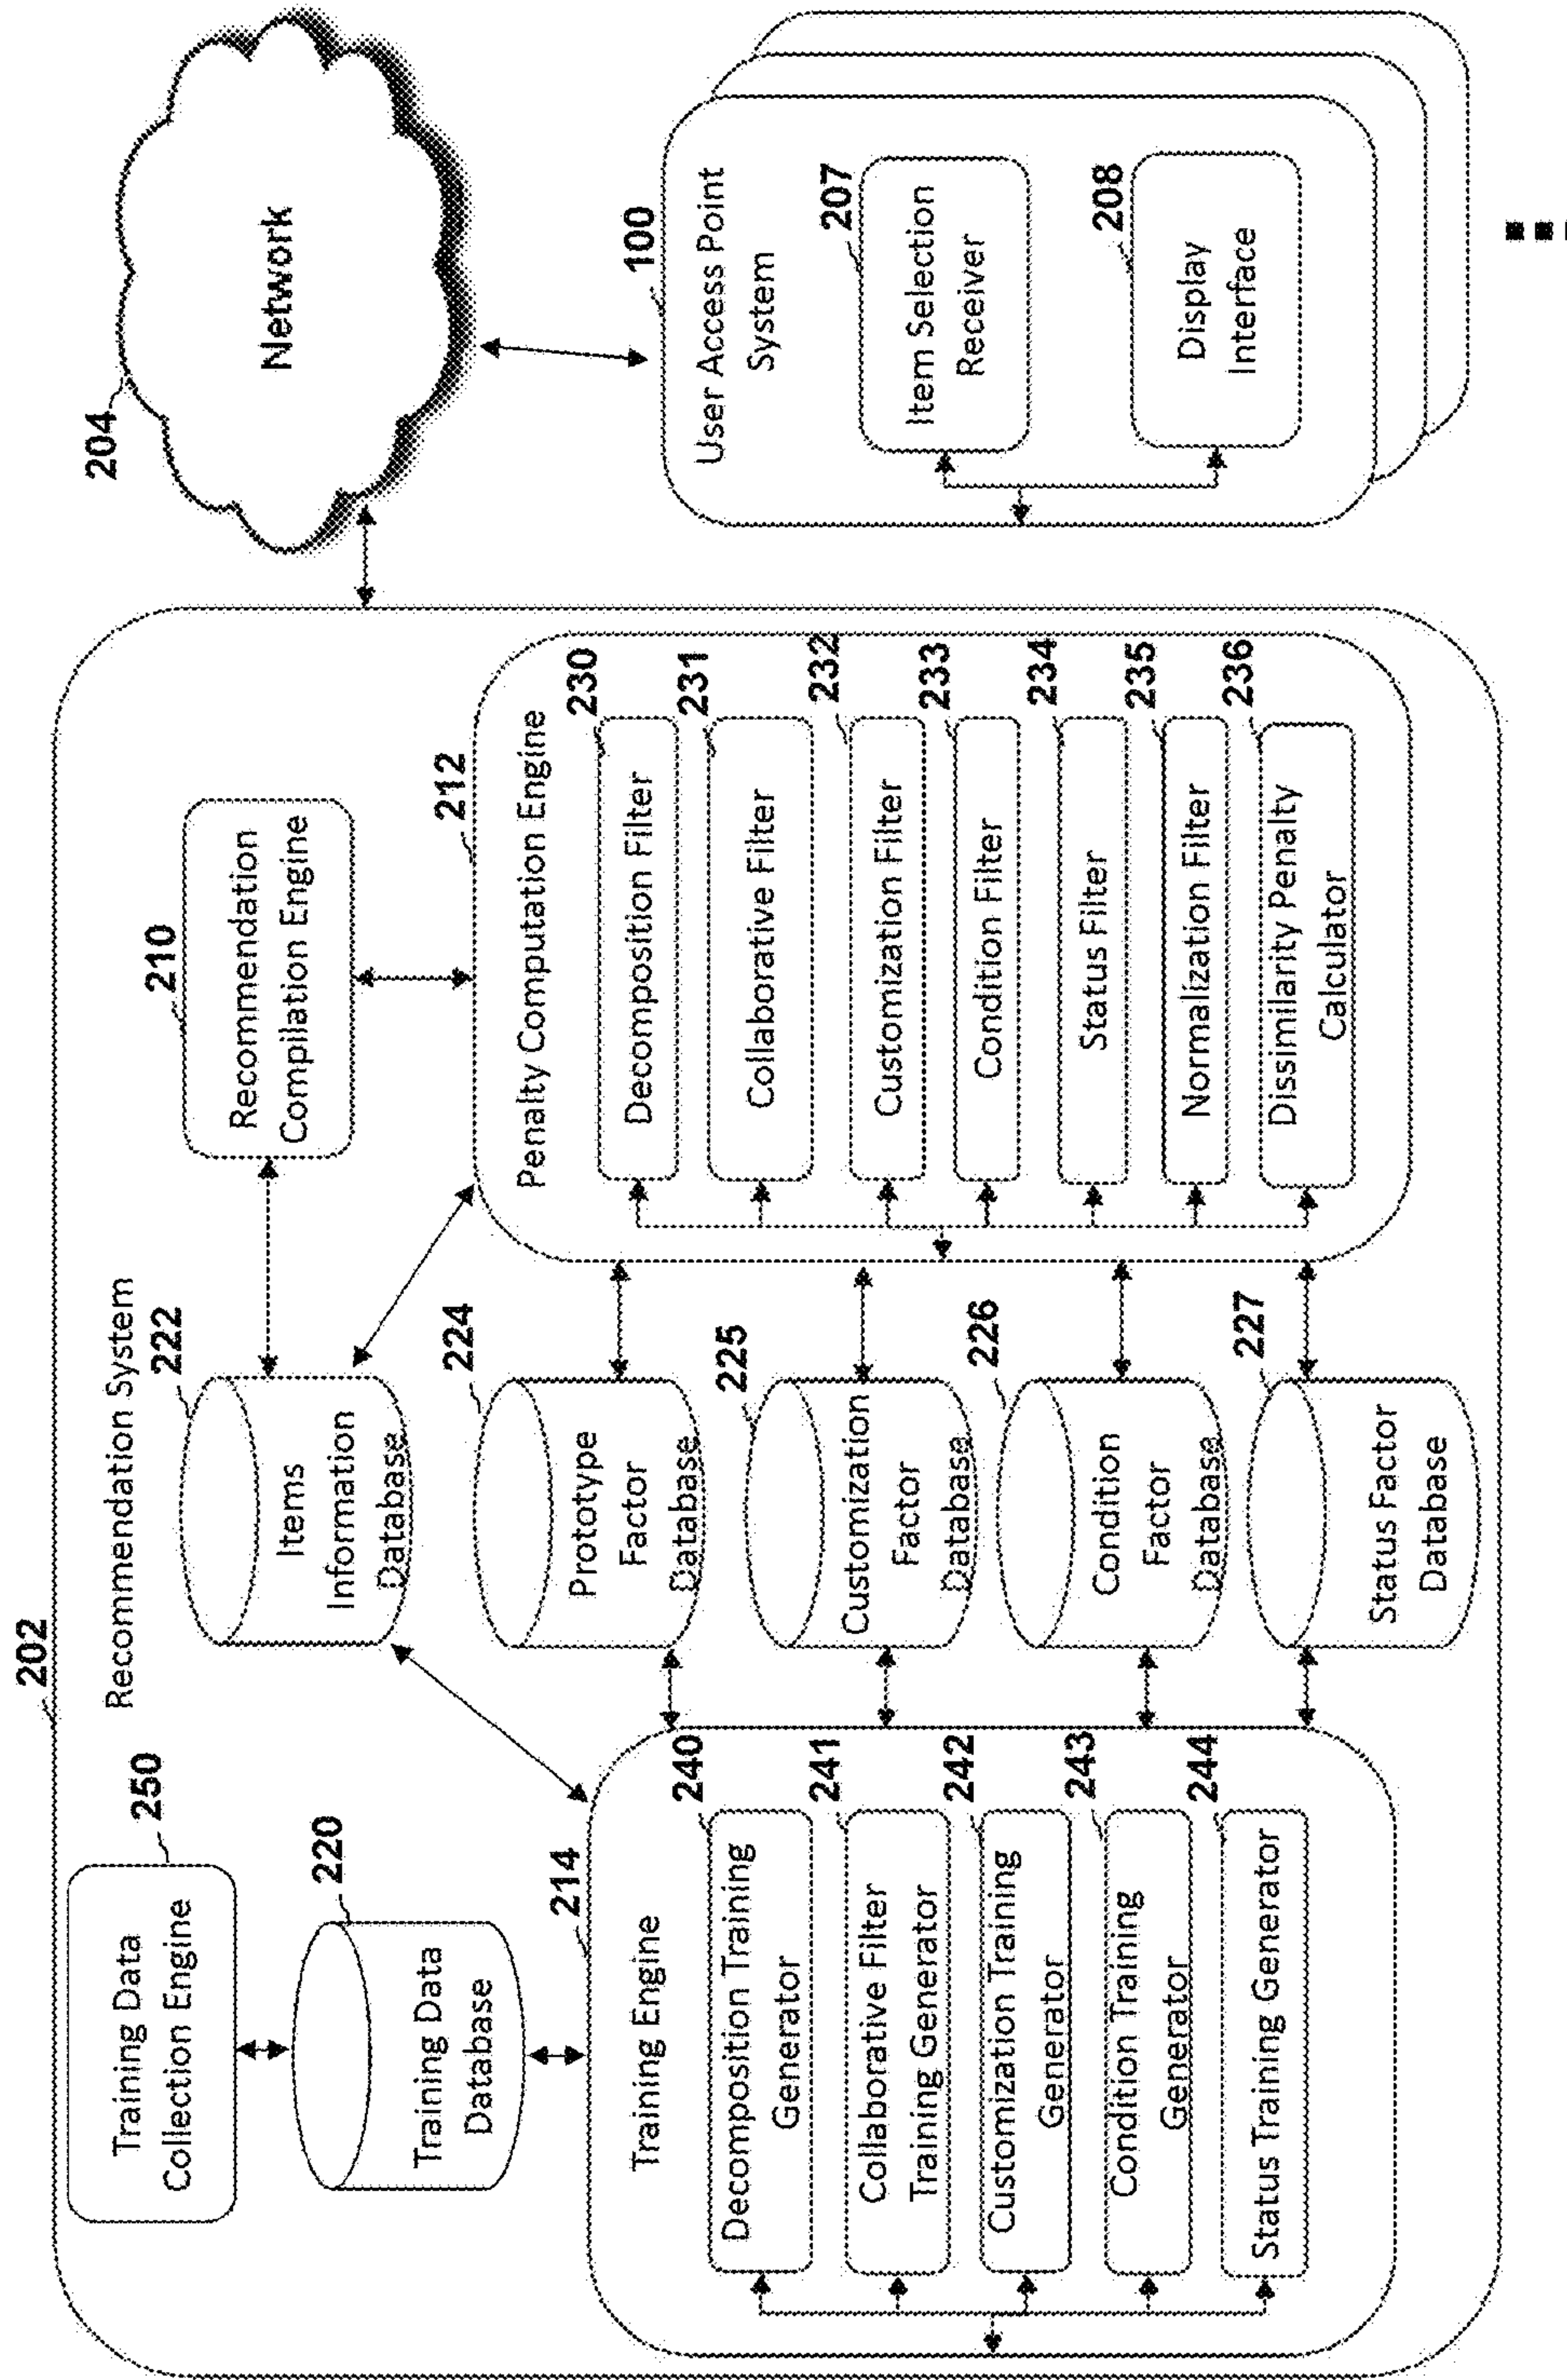 202
Recommendation System
250
Training Data
Collection Engine
220
Training Data
Database
214
Training Engine
240
Decomposition Training
Generator
241
Collaborative Filter
Training Generator
242
Customization Training
Generator
243
Condition Training
Generator
244
Status Training Generator
222
Items
Information
Database
224
Prototype
Factor
Database
225
Customization
Factor
Database
226
Condition
Factor
Database
227
Status Factor
Database
210
Recommendation
Compilation Engine
212
Penalty Computation Engine
230
Decomposition Filter
231
Collaborative Filter
232
Customization Filter
233
Condition Filter
234
Status Filter
235
Normalization Filter
236
Dissimilarity Penalty
Calculator
204
Network
100
User Access Point
System
207
Item Selection
Receiver
208
Display
Interface